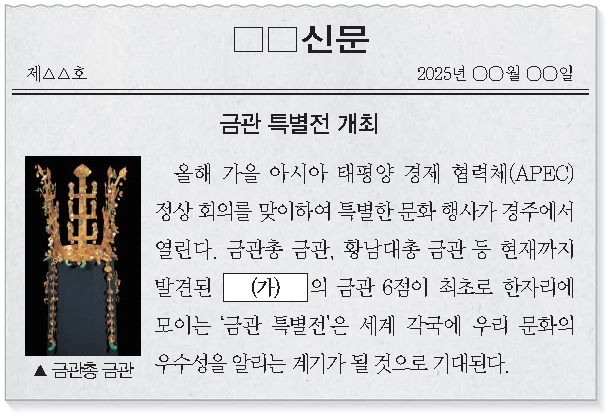 □□신문
제△△호 2025년 ○○월 ○○일
금관 특별전 개최
올해 가을 아시아 태평양 경제 협력체(APEC)
정상 회의를 맞이하여 특별한 문화 행사가 경주에서
열린다. 금관총 금관, 황남대총 금관 등 현재까지
발견된 (가) 의 금관 6점이 최초로 한자리에
모이는 '금관 특별전'은 세계 각국에 우리 문화의
우수성을 알리는 계기가 될 것으로 기대된다.
▲ 금관총 금관